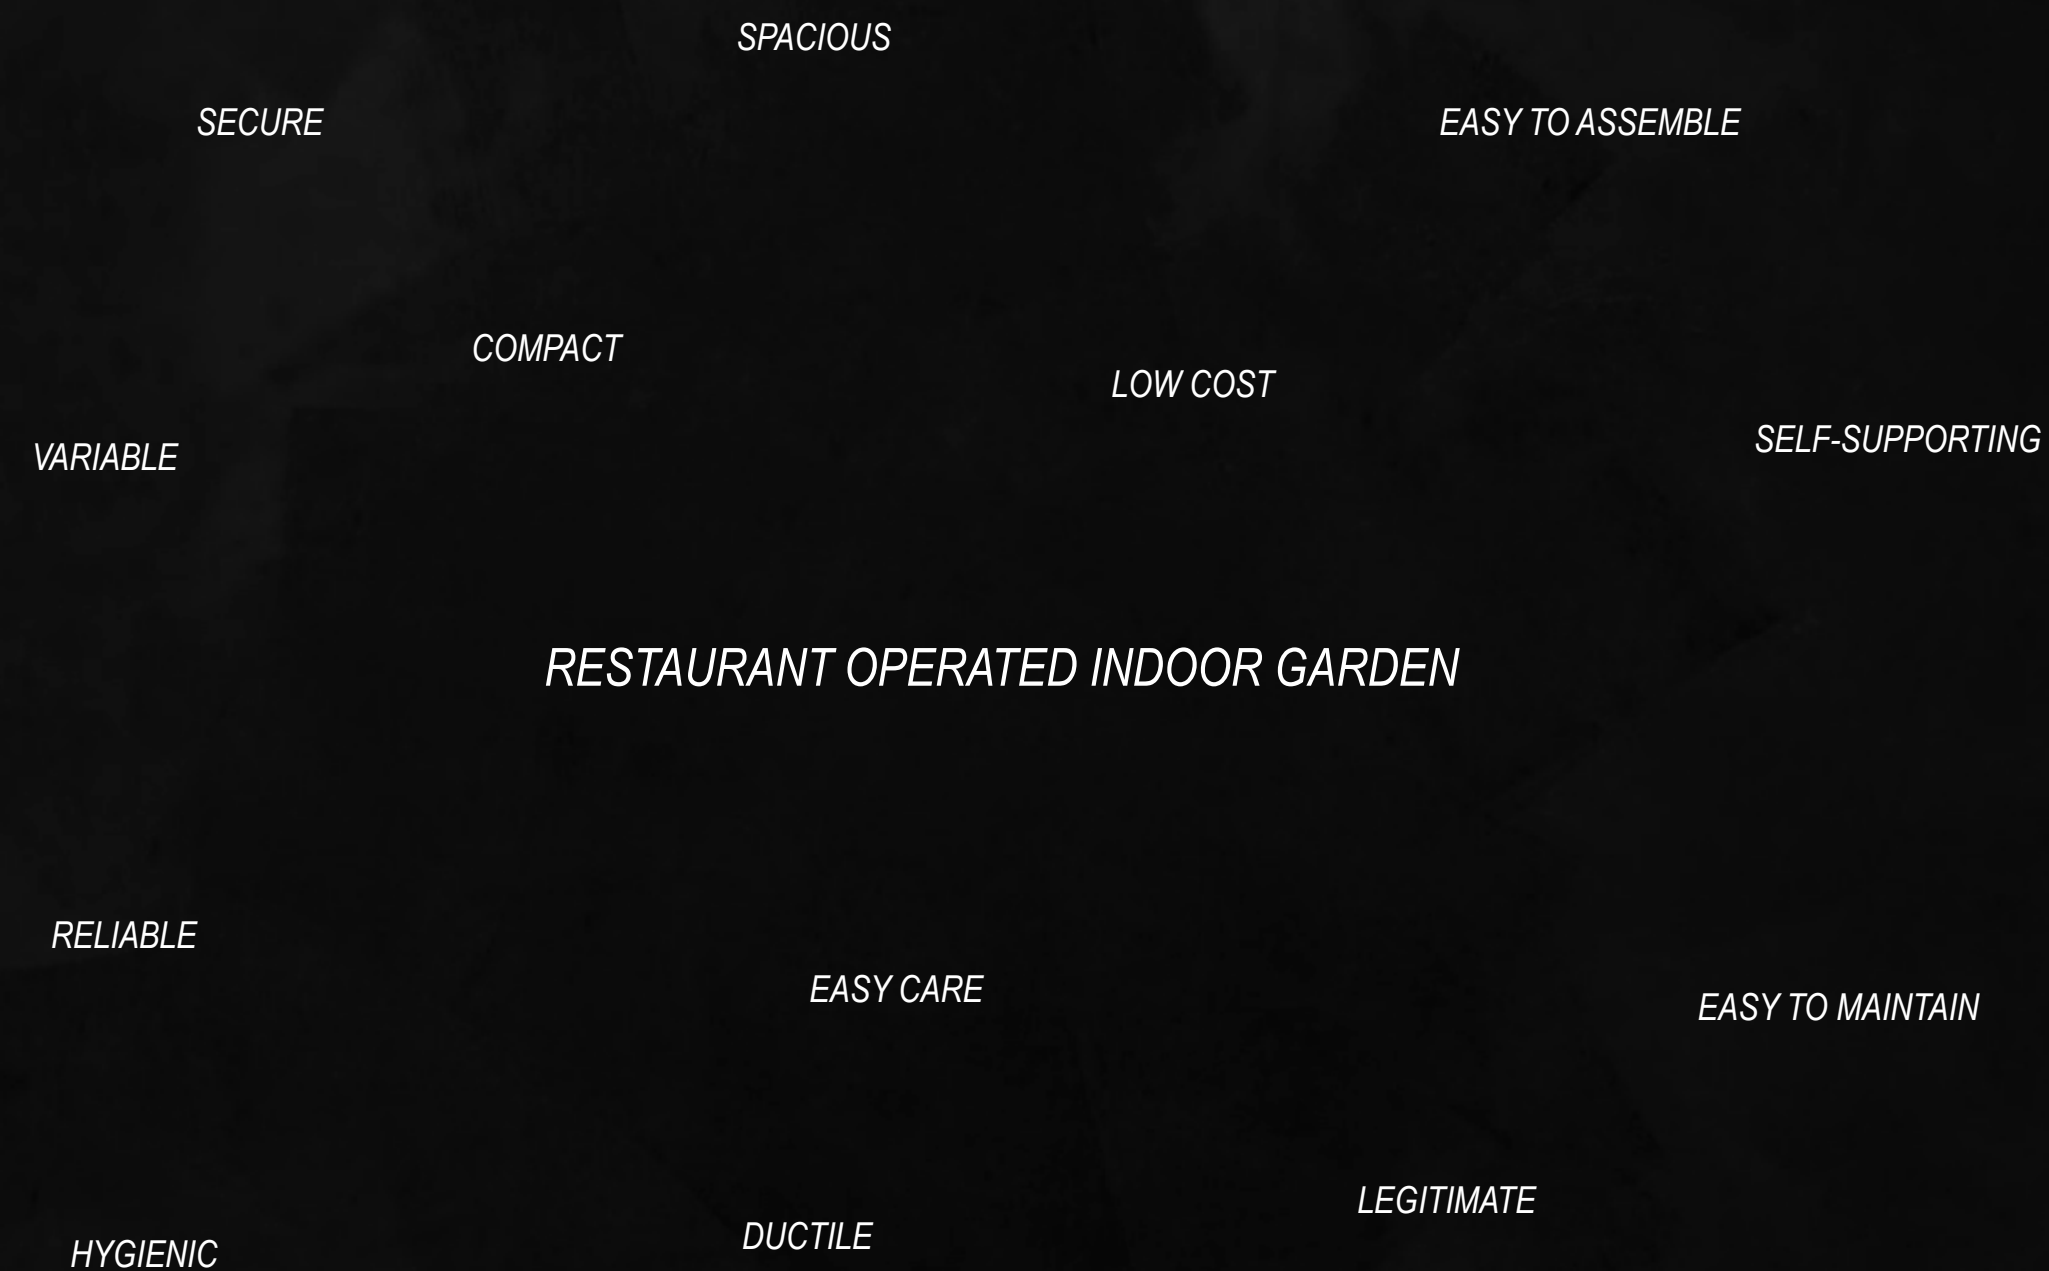 SPACIOUS
SECURE
EASY TO ASSEMBLE
COMPACT
LOW COST
SELF-SUPPORTING
VARIABLE
RESTAURANT OPERATED INDOOR GARDEN
RELIABLE
EASY CARE
EASY TO MAINTAIN
LEGITIMATE
DUCTILE
HYGIENIC